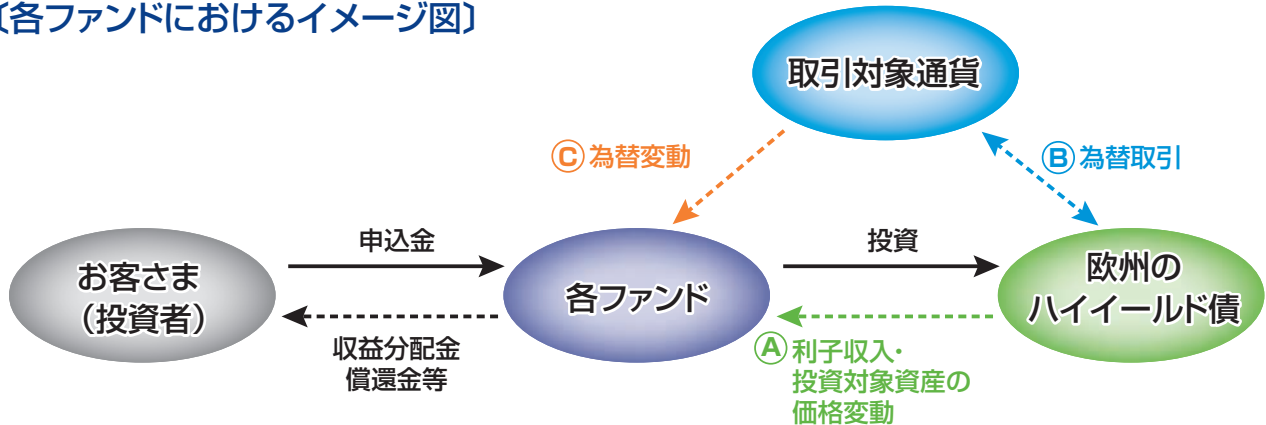 〔各ファンドにおけるイメージ図〕
取引対象通貨
Ⓒ為替変動
Ⓑ為替取引
申込金
投資
お客さま
（投資者）
各ファンド
欧州の
ハイイールド債
収益分配金
償還金等
Ⓐ利子収入・
投資対象資産の
価格変動